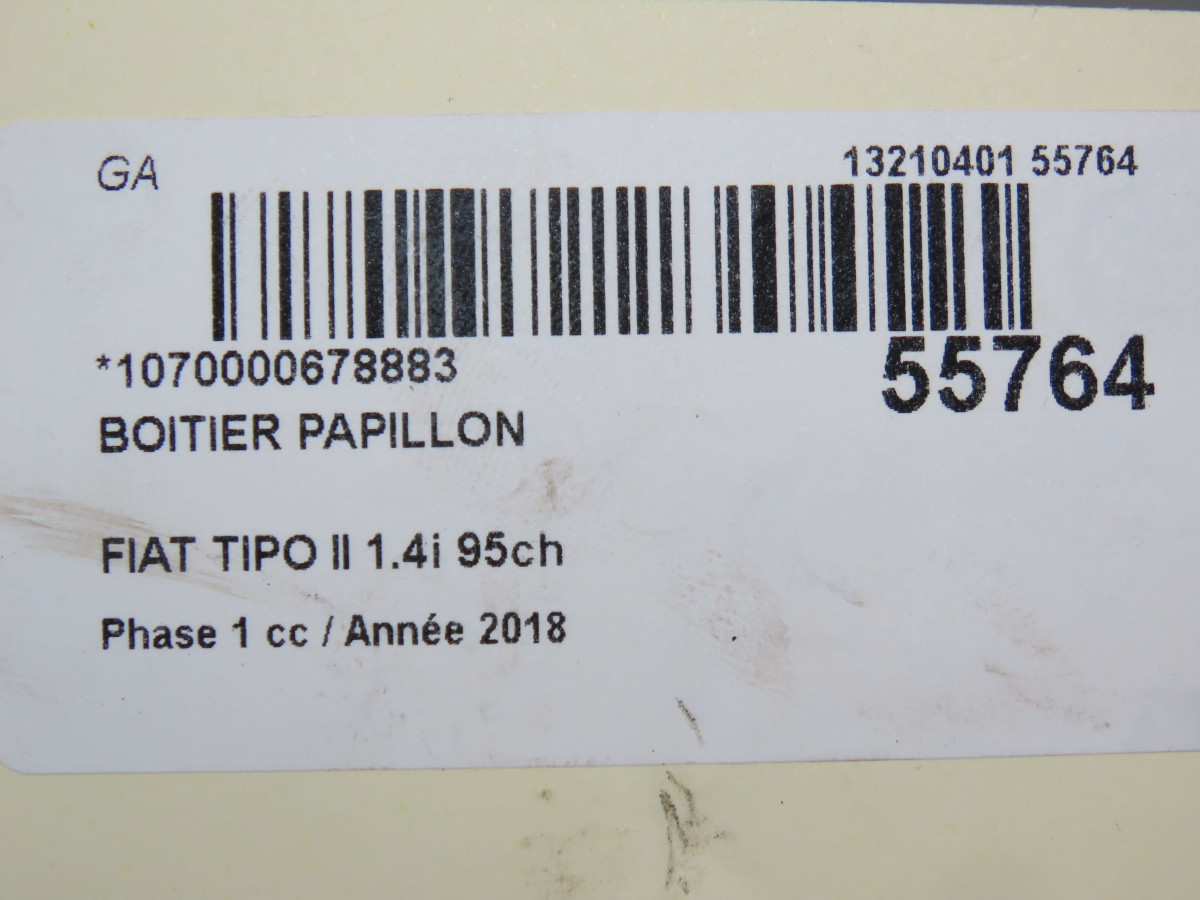 GA
13210401 55764
*1070000678883
55764
BOITIER PAPILLON
FIAT TIPO II 1.4i 95ch
Phase 1 cc / Année 2018